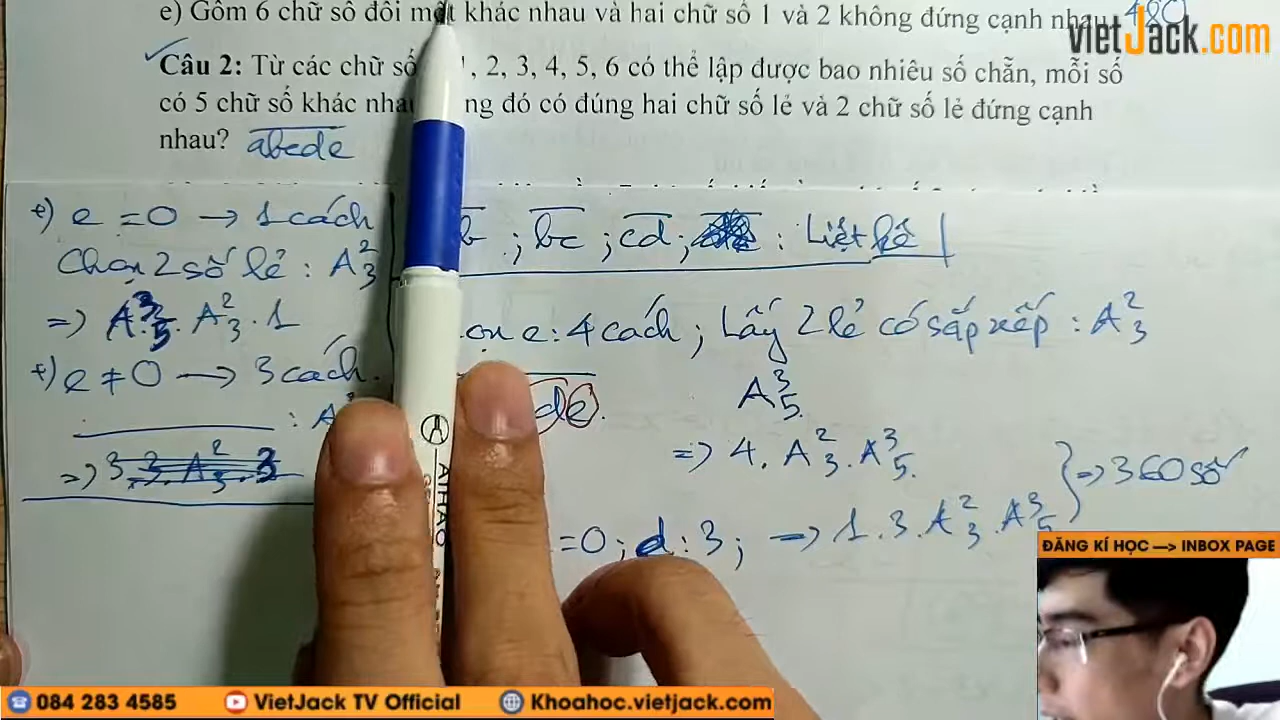 e) Gồm 6 chữ số đôi một khác nhau và hai chữ số 1 và 2 không đứng cạnh nhau 480
vietJack.com
Câu 2: Từ các chữ số 1, 2, 3, 4, 5, 6 có thể lập được bao nhiêu số chẵn, mỗi số
có 5 chữ số khác nhau ng đó có đúng hai chữ số lẻ và 2 chữ số lẻ đứng cạnh
nhau? abcde
+) e = 0 → 1 cách
Chọn 2 số lẻ : A²₃
=> A³₅ . A²₃ . 1
+) e ≠ 0 → 3 cách.
=> 3
; bc ; cd ; : Liệt kê
ọn e : 4 cách ; Lấy 2 lẻ có sắp xếp : A²₃
de. A³₅.
=> 4 . A²₃ . A³₅.
=0 ; d : 3 ; => 1 . 3 . A²₃ . A³₅
=> 360 số
AIHAO
ĐĂNG KÍ HỌC —> INBOX PAGE
084 283 4585 VietJack TV Official Khoahoc.vietjack.com